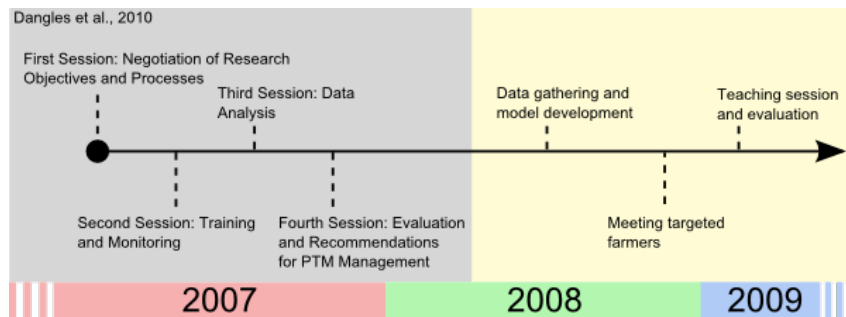 Dangles et al., 2010
First Session: Negotiation of Research
Objectives and Processes
Third Session: Data
Analysis
Data gathering and
model development
Teaching session
and evaluation
Second Session: Training
and Monitoring
Fourth Session: Evaluation
and Recommendations
for PTM Management
Meeting targeted
farmers
2007
2008
2009